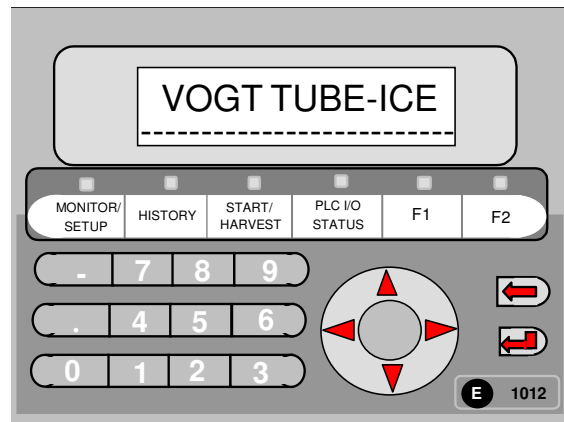 VOGT TUBE-ICE
MONITOR/
SETUP
HISTORY
START/
HARVEST
PLC I/O
STATUS
F1
F2
- 7 8 9
. 4 5 6
0 1 2 3
E 1012